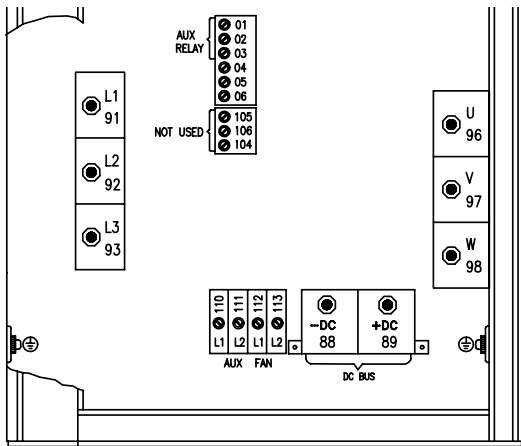 AUX
RELAY
01
02
03
04
05
06
NOT USED
105
106
104
L1
91
L2
92
L3
93
U
96
V
97
W
98
110 111 112 113
L1 L2 L1 L2
AUX FAN
-DC +DC
88 89
DC BUS